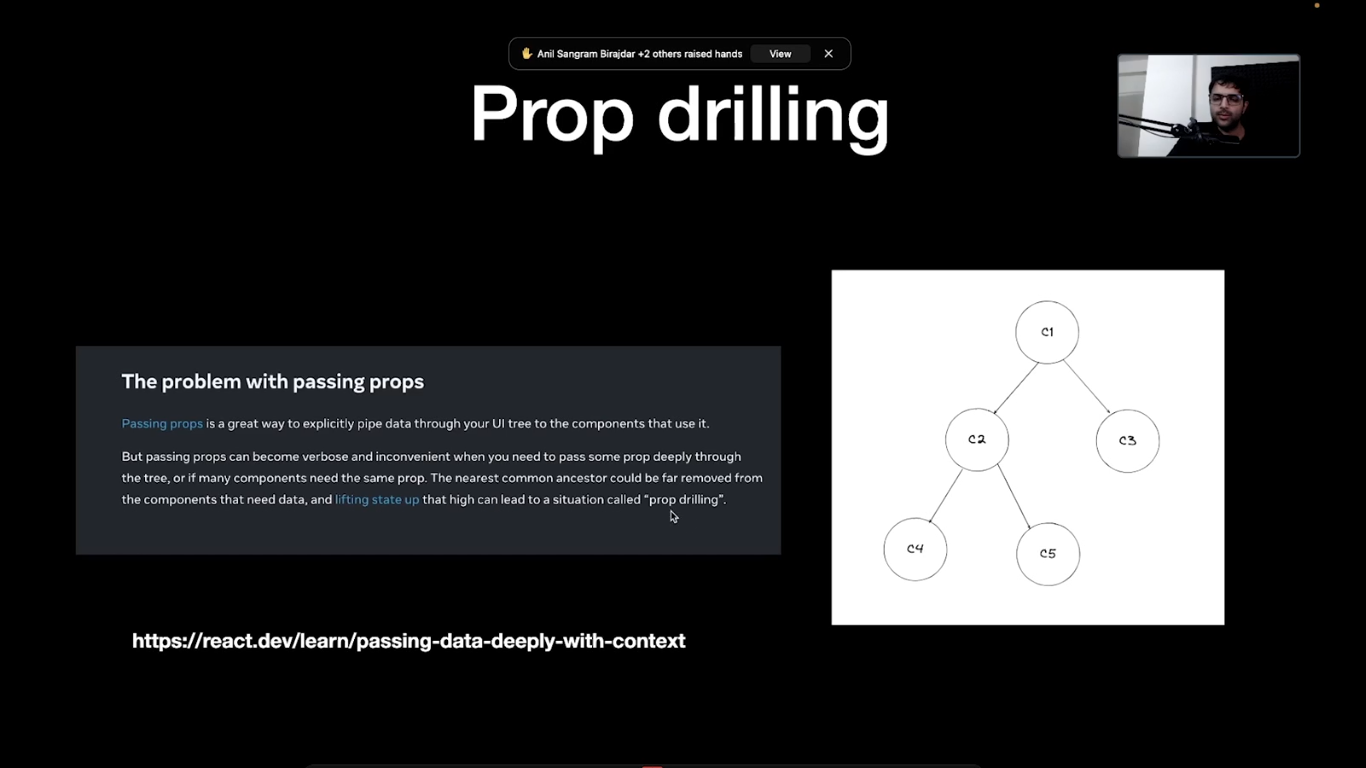 ✋ Anil Sangram Birajdar +2 others raised hands View ✕
Prop drilling
The problem with passing props
Passing props is a great way to explicitly pipe data through your UI tree to the components that use it.
But passing props can become verbose and inconvenient when you need to pass some prop deeply through
the tree, or if many components need the same prop. The nearest common ancestor could be far removed from
the components that need data, and lifting state up that high can lead to a situation called “prop drilling”.
https://react.dev/learn/passing-data-deeply-with-context
C1
C2
C3
C4
C5